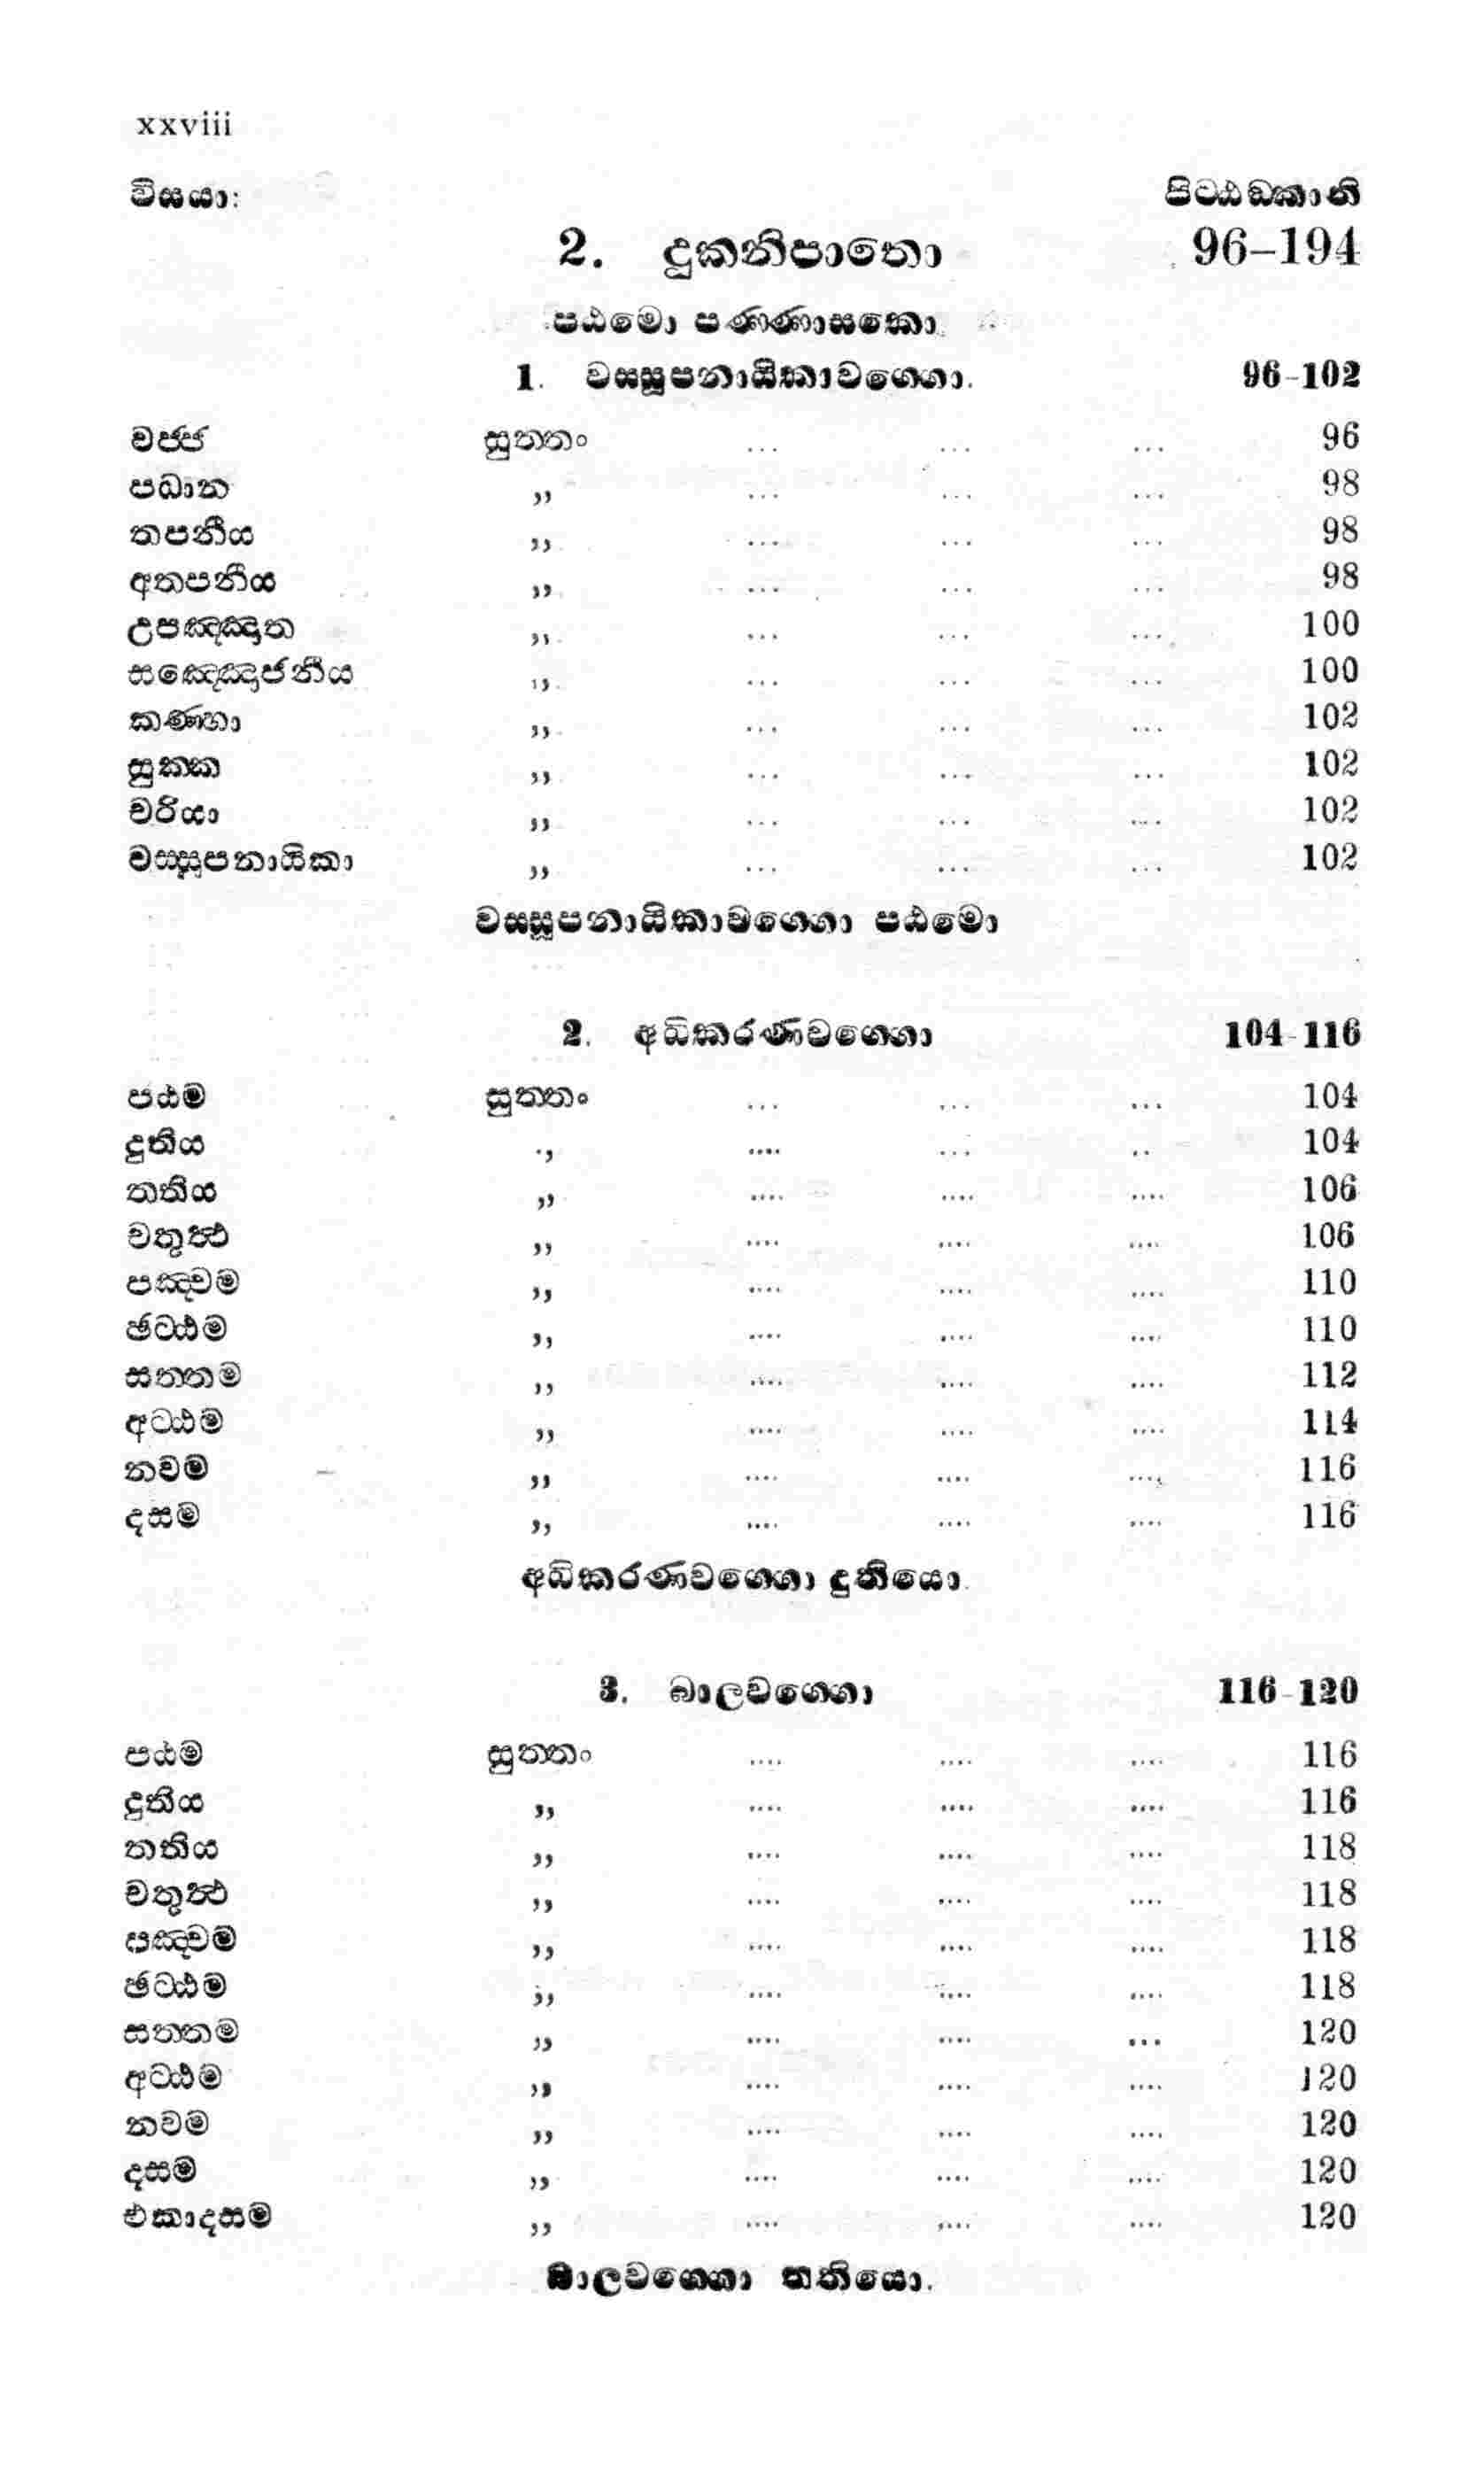 xxviii
විසයා: පිට්ඨඞ්කානි
2. දුකනිපාතො 96–194
පඨමො පණ්ණාසකො
1. වස්සූපනායිකාවග්ගො. 96-102
වජ්ජ සුත්තං ... ... ... 96
පධාන ,, ... ... ... 98
තපනීය ,, ... ... ... 98
අතපනීය ,, ... ... ... 98
උපඤ්ඤාත ,, ... ... ... 100
සඤ්ඤොජනීය ,, ... ... ... 100
කණ්හා ,, ... ... ... 102
සුක්ක ,, ... ... ... 102
චරියා ,, ... ... ... 102
වස්සූපනායිකා ,, ... ... ... 102
වස්සූපනායිකාවග්ගො පඨමො
2. අධිකරණවග්ගො 104-116
පඨම සුත්තං ... ... ... 104
දුතිය ,, .... ... .. 104
තතිය ,, .... .... .... 106
චතුත්ථ ,, .... .... .... 106
පඤ්චම ,, .... .... .... 110
ඡට්ඨම ,, .... .... .... 110
සත්තම ,, .... .... .... 112
අට්ඨම ,, .... .... .... 114
නවම ,, .... .... .... 116
දසම ,, .... .... .... 116
අධිකරණවග්ගො දුතියො.
3. බාලවග්ගො 116-120
පඨම සුත්තං .... .... .... 116
දුතිය ,, .... .... .... 116
තතිය ,, .... .... .... 118
චතුත්ථ ,, .... .... .... 118
පඤ්චම ,, .... .... .... 118
ඡට්ඨම ,, .... .... .... 118
සත්තම ,, .... .... ... 120
අට්ඨම ,, .... .... .... 120
නවම ,, .... .... .... 120
දසම ,, .... .... .... 120
එකාදසම ,, .... .... .... 120
බාලවග්ගො තතියො.